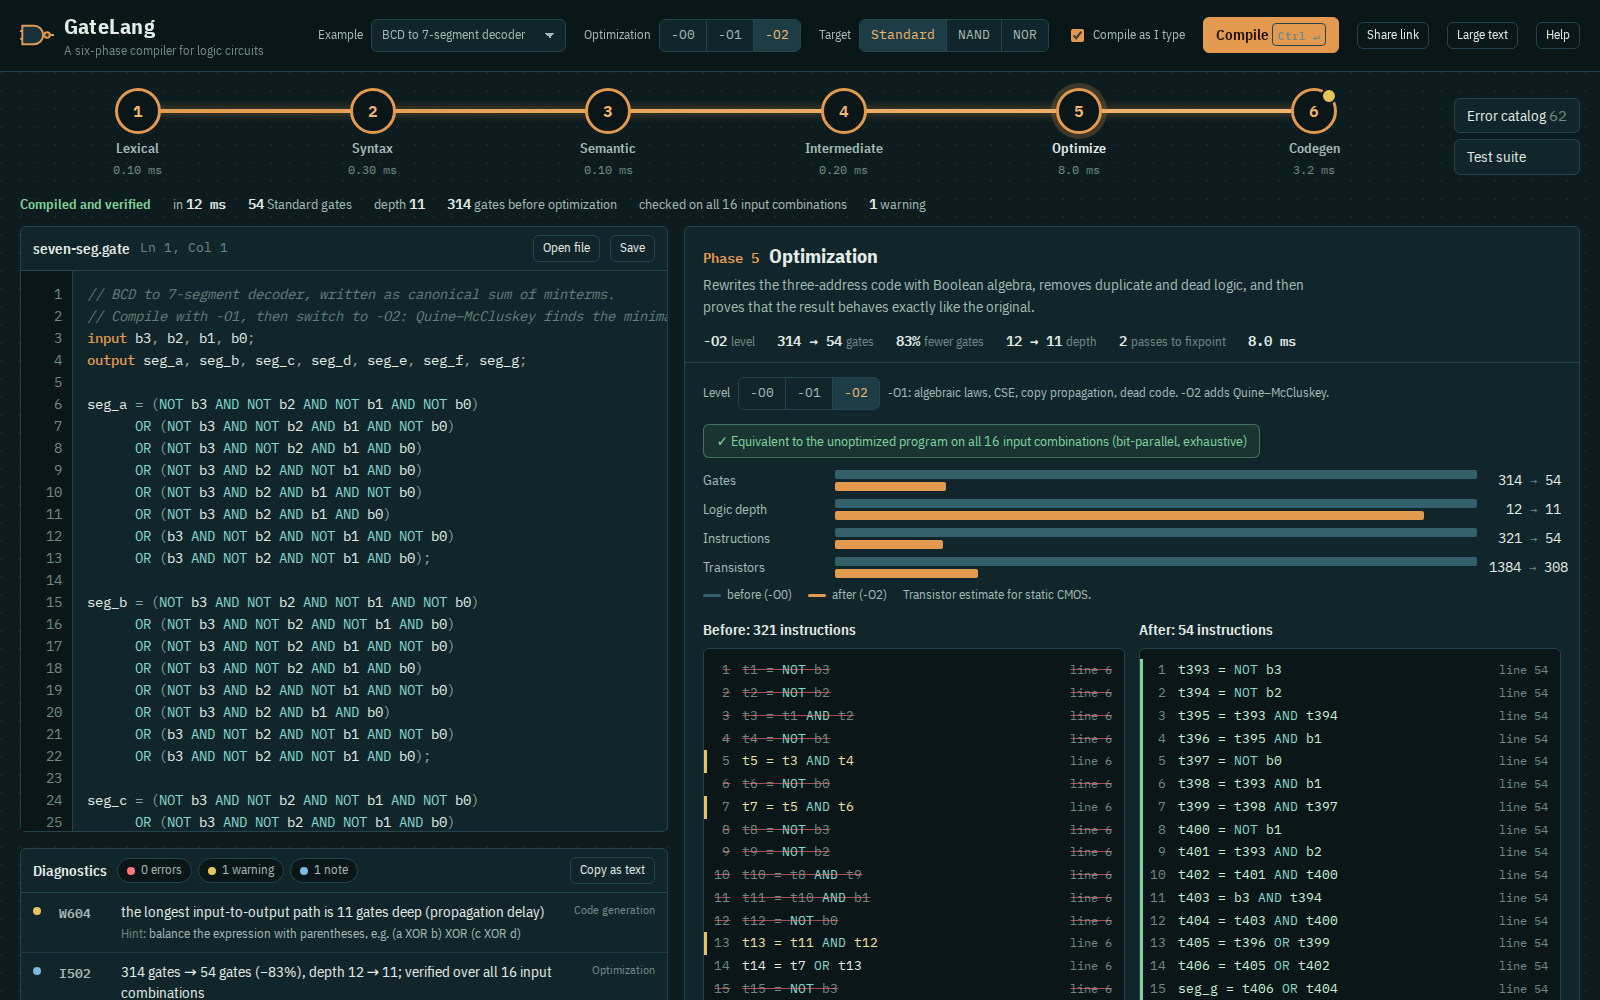 GateLang
A six-phase compiler for logic circuits
Example BCD to 7-segment decoder Optimization -O0 -O1 -O2 Target Standard NAND NOR Compile as I type Compile Ctrl ↵ Share link Large text Help
1 2 3 4 5 6
Lexical Syntax Semantic Intermediate Optimize Codegen
0.10 ms 0.30 ms 0.10 ms 0.20 ms 8.0 ms 3.2 ms
Error catalog 62
Test suite
Compiled and verified in 12 ms 54 Standard gates depth 11 314 gates before optimization checked on all 16 input combinations 1 warning
seven-seg.gate Ln 1, Col 1 Open file Save
1 // BCD to 7-segment decoder, written as canonical sum of minterms.
2 // Compile with -O1, then switch to -O2: Quine-McCluskey finds the minima
3 input b3, b2, b1, b0;
4 output seg_a, seg_b, seg_c, seg_d, seg_e, seg_f, seg_g;
5
6 seg_a = (NOT b3 AND NOT b2 AND NOT b1 AND NOT b0)
7 OR (NOT b3 AND NOT b2 AND b1 AND NOT b0)
8 OR (NOT b3 AND NOT b2 AND b1 AND b0)
9 OR (NOT b3 AND b2 AND NOT b1 AND b0)
10 OR (NOT b3 AND b2 AND b1 AND NOT b0)
11 OR (NOT b3 AND b2 AND b1 AND b0)
12 OR (b3 AND NOT b2 AND NOT b1 AND NOT b0)
13 OR (b3 AND NOT b2 AND NOT b1 AND b0);
14
15 seg_b = (NOT b3 AND NOT b2 AND NOT b1 AND NOT b0)
16 OR (NOT b3 AND NOT b2 AND NOT b1 AND b0)
17 OR (NOT b3 AND NOT b2 AND b1 AND NOT b0)
18 OR (NOT b3 AND NOT b2 AND b1 AND b0)
19 OR (NOT b3 AND b2 AND NOT b1 AND NOT b0)
20 OR (NOT b3 AND b2 AND b1 AND b0)
21 OR (b3 AND NOT b2 AND NOT b1 AND NOT b0)
22 OR (b3 AND NOT b2 AND NOT b1 AND b0);
23
24 seg_c = (NOT b3 AND NOT b2 AND NOT b1 AND NOT b0)
25 OR (NOT b3 AND NOT b2 AND NOT b1 AND b0)
Diagnostics 0 errors 1 warning 1 note Copy as text
W604 the longest input-to-output path is 11 gates deep (propagation delay) Code generation
Hint: balance the expression with parentheses, e.g. (a XOR b) XOR (c XOR d)
I502 314 gates → 54 gates (−83%), depth 12 → 11; verified over all 16 input Optimization
combinations
Phase 5 Optimization
Rewrites the three-address code with Boolean algebra, removes duplicate and dead logic, and then
proves that the result behaves exactly like the original.
-O2 level 314 → 54 gates 83% fewer gates 12 → 11 depth 2 passes to fixpoint 8.0 ms
Level -O0 -O1 -O2 -O1: algebraic laws, CSE, copy propagation, dead code. -O2 adds Quine–McCluskey.
✓ Equivalent to the unoptimized program on all 16 input combinations (bit-parallel, exhaustive)
Gates 314 → 54
Logic depth 12 → 11
Instructions 321 → 54
Transistors 1384 → 308
before (-O0) after (-O2) Transistor estimate for static CMOS.
Before: 321 instructions
1 t1 = NOT b3 line 6
2 t2 = NOT b2 line 6
3 t3 = t1 AND t2 line 6
4 t4 = NOT b1 line 6
5 t5 = t3 AND t4 line 6
6 t6 = NOT b0 line 6
7 t7 = t5 AND t6 line 6
8 t8 = NOT b3 line 6
9 t9 = NOT b2 line 6
10 t10 = t8 AND t9 line 6
11 t11 = t10 AND b1 line 6
12 t12 = NOT b0 line 6
13 t13 = t11 AND t12 line 6
14 t14 = t7 OR t13 line 6
15 t15 = NOT b3 line 6
After: 54 instructions
1 t393 = NOT b3 line 54
2 t394 = NOT b2 line 54
3 t395 = t393 AND t394 line 54
4 t396 = t395 AND b1 line 54
5 t397 = NOT b0 line 54
6 t398 = t393 AND b1 line 54
7 t399 = t398 AND t397 line 54
8 t400 = NOT b1 line 54
9 t401 = t393 AND b2 line 54
10 t402 = t401 AND t400 line 54
11 t403 = b3 AND t394 line 54
12 t404 = t403 AND t400 line 54
13 t405 = t396 OR t399 line 54
14 t406 = t405 OR t402 line 54
15 seg_g = t406 OR t404 line 54